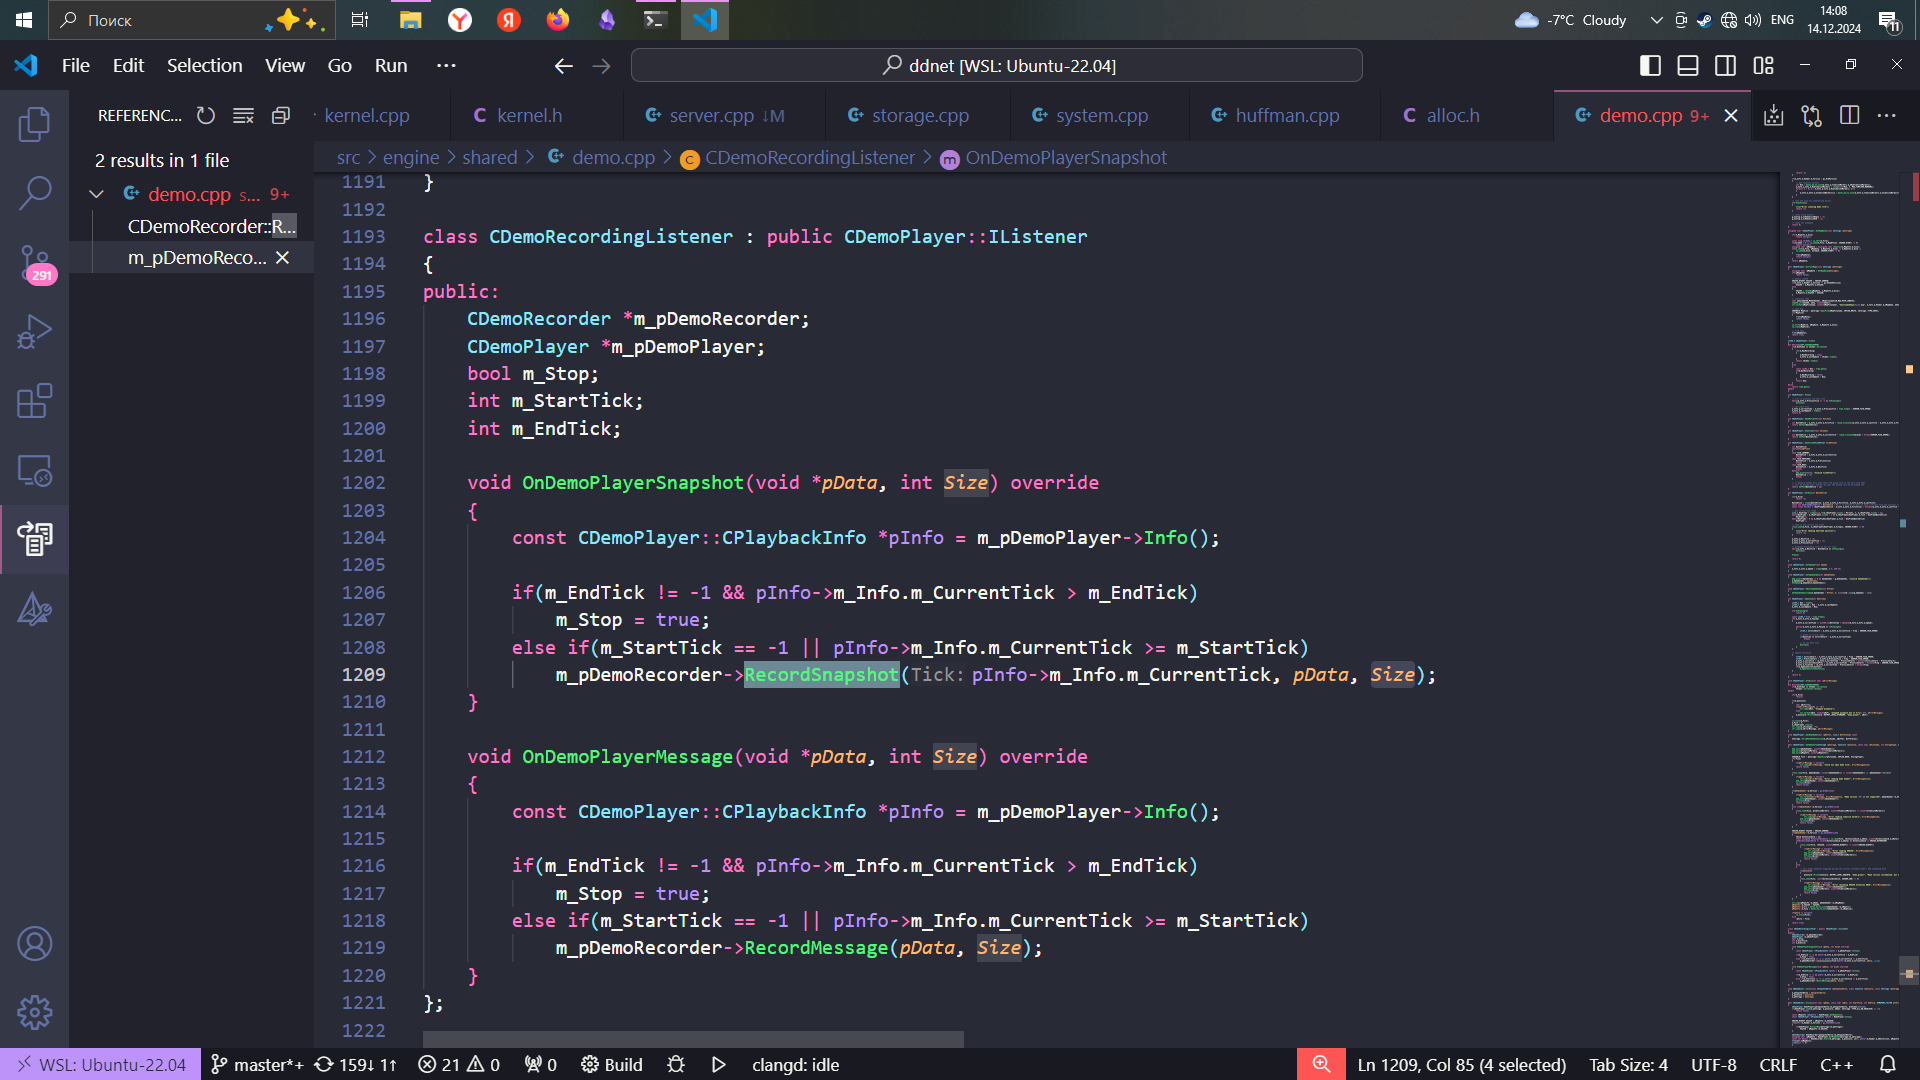 Поиск
-7°C Cloudy
ENG
14:08
14.12.2024
11
File Edit Selection View Go Run ···
ddnet [WSL: Ubuntu-22.04]
REFERENC...
kernel.cpp
kernel.h
server.cpp ↓M
storage.cpp
system.cpp
huffman.cpp
alloc.h
demo.cpp 9+
2 results in 1 file
demo.cpp s... 9+
CDemoRecorder::R...
m_pDemoReco...
291
src > engine > shared > demo.cpp > CDemoRecordingListener > OnDemoPlayerSnapshot
1191 }
1192
1193 class CDemoRecordingListener : public CDemoPlayer::IListener
1194 {
1195 public:
1196 CDemoRecorder *m_pDemoRecorder;
1197 CDemoPlayer *m_pDemoPlayer;
1198 bool m_Stop;
1199 int m_StartTick;
1200 int m_EndTick;
1201
1202 void OnDemoPlayerSnapshot(void *pData, int Size) override
1203 {
1204 const CDemoPlayer::CPlaybackInfo *pInfo = m_pDemoPlayer->Info();
1205
1206 if(m_EndTick != -1 && pInfo->m_Info.m_CurrentTick > m_EndTick)
1207 m_Stop = true;
1208 else if(m_StartTick == -1 || pInfo->m_Info.m_CurrentTick >= m_StartTick)
1209 m_pDemoRecorder->RecordSnapshot(Tick: pInfo->m_Info.m_CurrentTick, pData, Size);
1210 }
1211
1212 void OnDemoPlayerMessage(void *pData, int Size) override
1213 {
1214 const CDemoPlayer::CPlaybackInfo *pInfo = m_pDemoPlayer->Info();
1215
1216 if(m_EndTick != -1 && pInfo->m_Info.m_CurrentTick > m_EndTick)
1217 m_Stop = true;
1218 else if(m_StartTick == -1 || pInfo->m_Info.m_CurrentTick >= m_StartTick)
1219 m_pDemoRecorder->RecordMessage(pData, Size);
1220 }
1221 };
1222
WSL: Ubuntu-22.04
master*+
159↓ 1↑
21
0
0
Build
clangd: idle
Ln 1209, Col 85 (4 selected)
Tab Size: 4
UTF-8
CRLF
C++